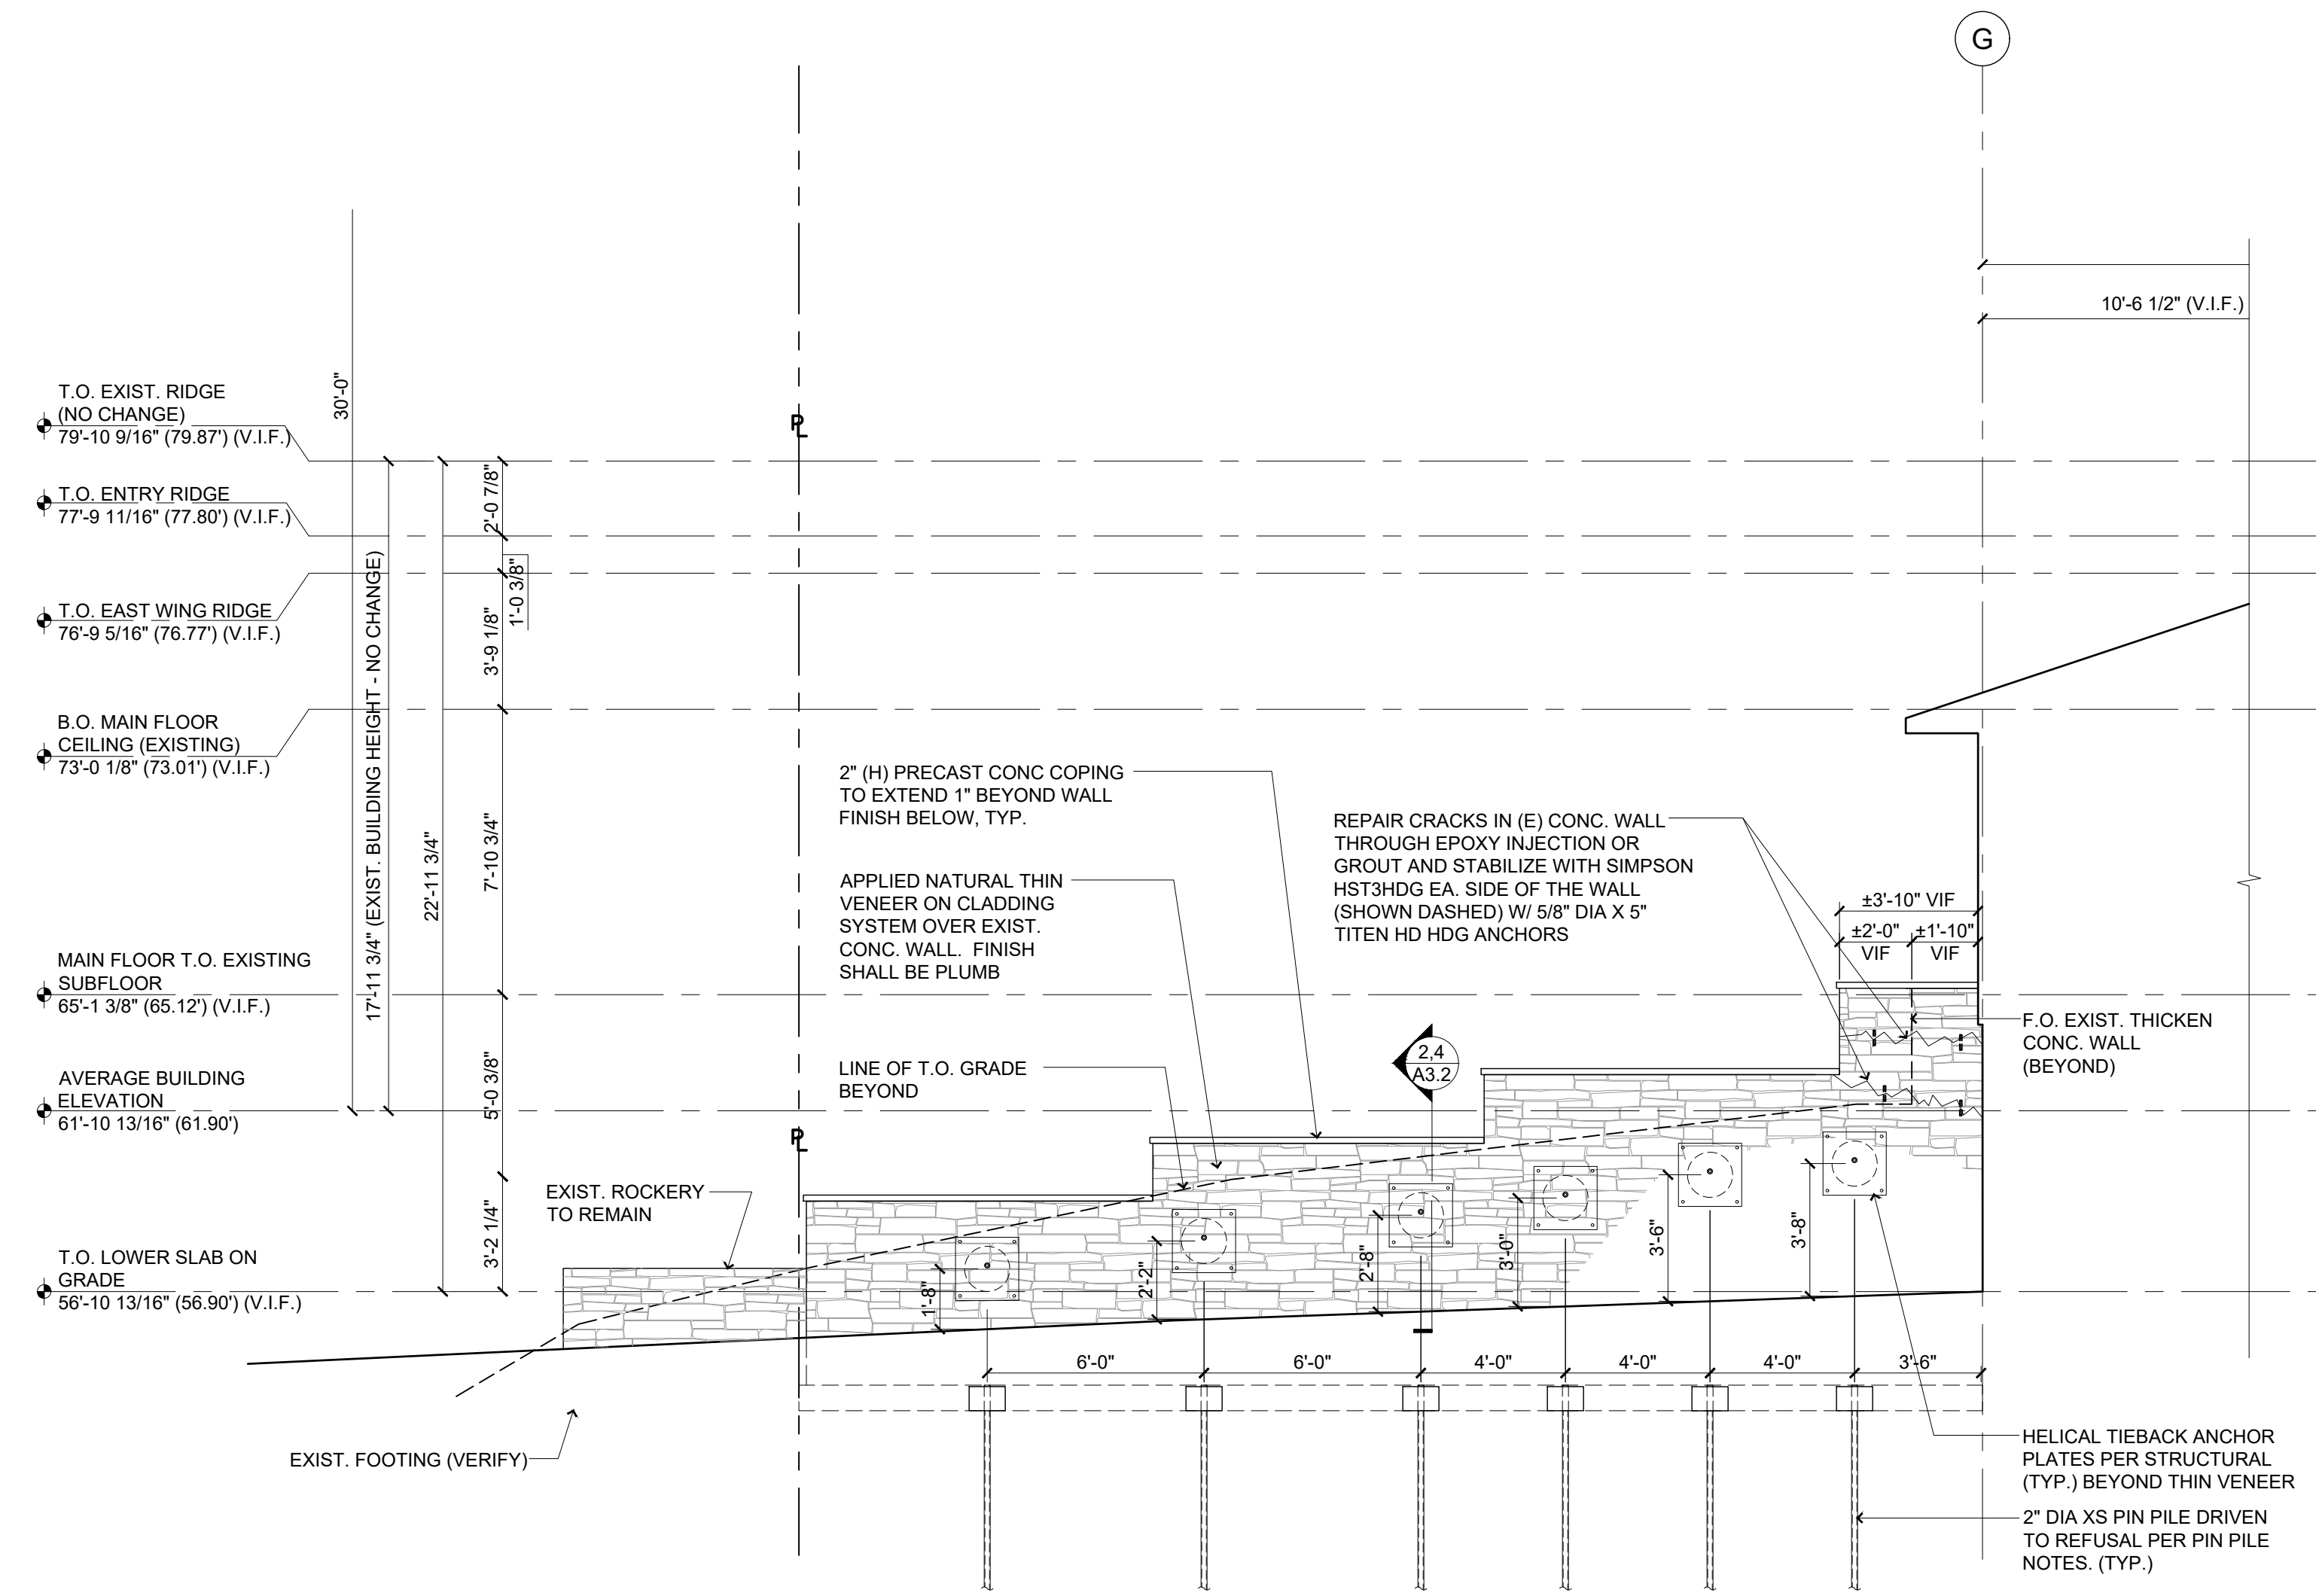 G
10'-6 1/2" (V.I.F.)
T.O. EXIST. RIDGE
(NO CHANGE)
79'-10 9/16" (79.87') (V.I.F.)
T.O. ENTRY RIDGE
77'-9 11/16" (77.80') (V.I.F.)
T.O. EAST WING RIDGE
76'-9 5/16" (76.77') (V.I.F.)
B.O. MAIN FLOOR
CEILING (EXISTING)
73'-0 1/8" (73.01') (V.I.F.)
MAIN FLOOR T.O. EXISTING
SUBFLOOR
65'-1 3/8" (65.12') (V.I.F.)
AVERAGE BUILDING
ELEVATION
61'-10 13/16" (61.90')
T.O. LOWER SLAB ON
GRADE
56'-10 13/16" (56.90') (V.I.F.)
30'-0"
17'-11 3/4" (EXIST. BUILDING HEIGHT - NO CHANGE)
22'-11 3/4"
2'-0 7/8"
1'-0 3/8"
3'-9 1/8"
7'-10 3/4"
5'-0 3/8"
3'-2 1/4"
PL
PL
2" (H) PRECAST CONC COPING
TO EXTEND 1" BEYOND WALL
FINISH BELOW, TYP.
APPLIED NATURAL THIN
VENEER ON CLADDING
SYSTEM OVER EXIST.
CONC. WALL. FINISH
SHALL BE PLUMB
LINE OF T.O. GRADE
BEYOND
EXIST. ROCKERY
TO REMAIN
EXIST. FOOTING (VERIFY)
REPAIR CRACKS IN (E) CONC. WALL
THROUGH EPOXY INJECTION OR
GROUT AND STABILIZE WITH SIMPSON
HST3HDG EA. SIDE OF THE WALL
(SHOWN DASHED) W/ 5/8" DIA X 5"
TITEN HD HDG ANCHORS
2,4
A3.2
±3'-10" VIF
±2'-0"
VIF
±1'-10"
VIF
F.O. EXIST. THICKEN
CONC. WALL
(BEYOND)
1'-8"
2'-2"
2'-8"
3'-0"
3'-6"
3'-8"
6'-0"
6'-0"
4'-0"
4'-0"
4'-0"
3'-6"
HELICAL TIEBACK ANCHOR
PLATES PER STRUCTURAL
(TYP.) BEYOND THIN VENEER
2" DIA XS PIN PILE DRIVEN
TO REFUSAL PER PIN PILE
NOTES. (TYP.)